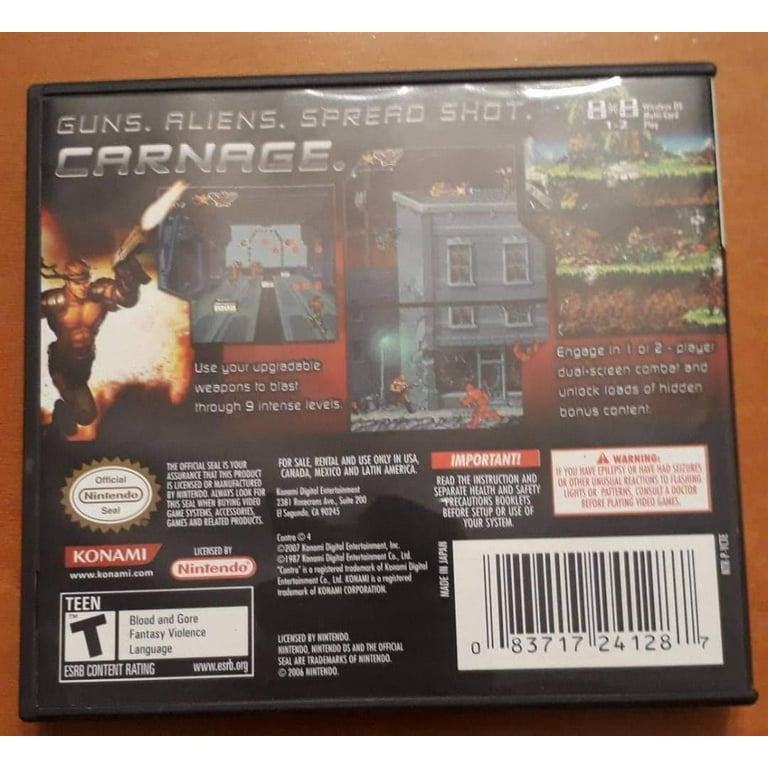 GUNS. ALIENS. SPREAD SHOT.
CARNAGE.
Wireless DS
Multi-Card
Play
1-2
Use your upgradable
weapons to blast
through 9 intense levels.
Engage in 1 or 2 - player
dual-screen combat and
unlock loads of hidden
bonus content.
Official
Nintendo
Seal
THE OFFICIAL SEAL IS YOUR
ASSURANCE THAT THIS PRODUCT
IS LICENSED OR MANUFACTURED
BY NINTENDO. ALWAYS LOOK FOR
THIS SEAL WHEN BUYING VIDEO
GAME SYSTEMS, ACCESSORIES,
GAMES AND RELATED PRODUCTS.
FOR SALE, RENTAL AND USE ONLY IN USA,
CANADA, MEXICO AND LATIN AMERICA.
Konami Digital Entertainment
2381 Rosecrans Ave., Suite 200
El Segundo, CA 90245
IMPORTANT!
READ THE INSTRUCTION AND
SEPARATE HEALTH AND SAFETY
PRECAUTIONS BOOKLETS
BEFORE SETUP OR USE OF
YOUR SYSTEM.
WARNING:
IF YOU HAVE EPILEPSY OR HAVE HAD SEIZURES
OR OTHER UNUSUAL REACTIONS TO FLASHING
LIGHTS OR PATTERNS, CONSULT A DOCTOR
BEFORE PLAYING VIDEO GAMES.
KONAMI
www.konami.com
LICENSED BY
Nintendo
Contra © 4
©2007 Konami Digital Entertainment, Inc.
©1987 Konami Digital Entertainment Co., Ltd.
"Contra" is a registered trademark of Konami Digital
Entertainment Co., Ltd. KONAMI is a registered
trademark of KONAMI CORPORATION.
MADE IN JAPAN
TEEN
T
TM
Blood and Gore
Fantasy Violence
Language
ESRB CONTENT RATING www.esrb.org
LICENSED BY NINTENDO.
NINTENDO, NINTENDO DS AND THE OFFICIAL
SEAL ARE TRADEMARKS OF NINTENDO.
© 2006 NINTENDO.
0 83717 24128 7